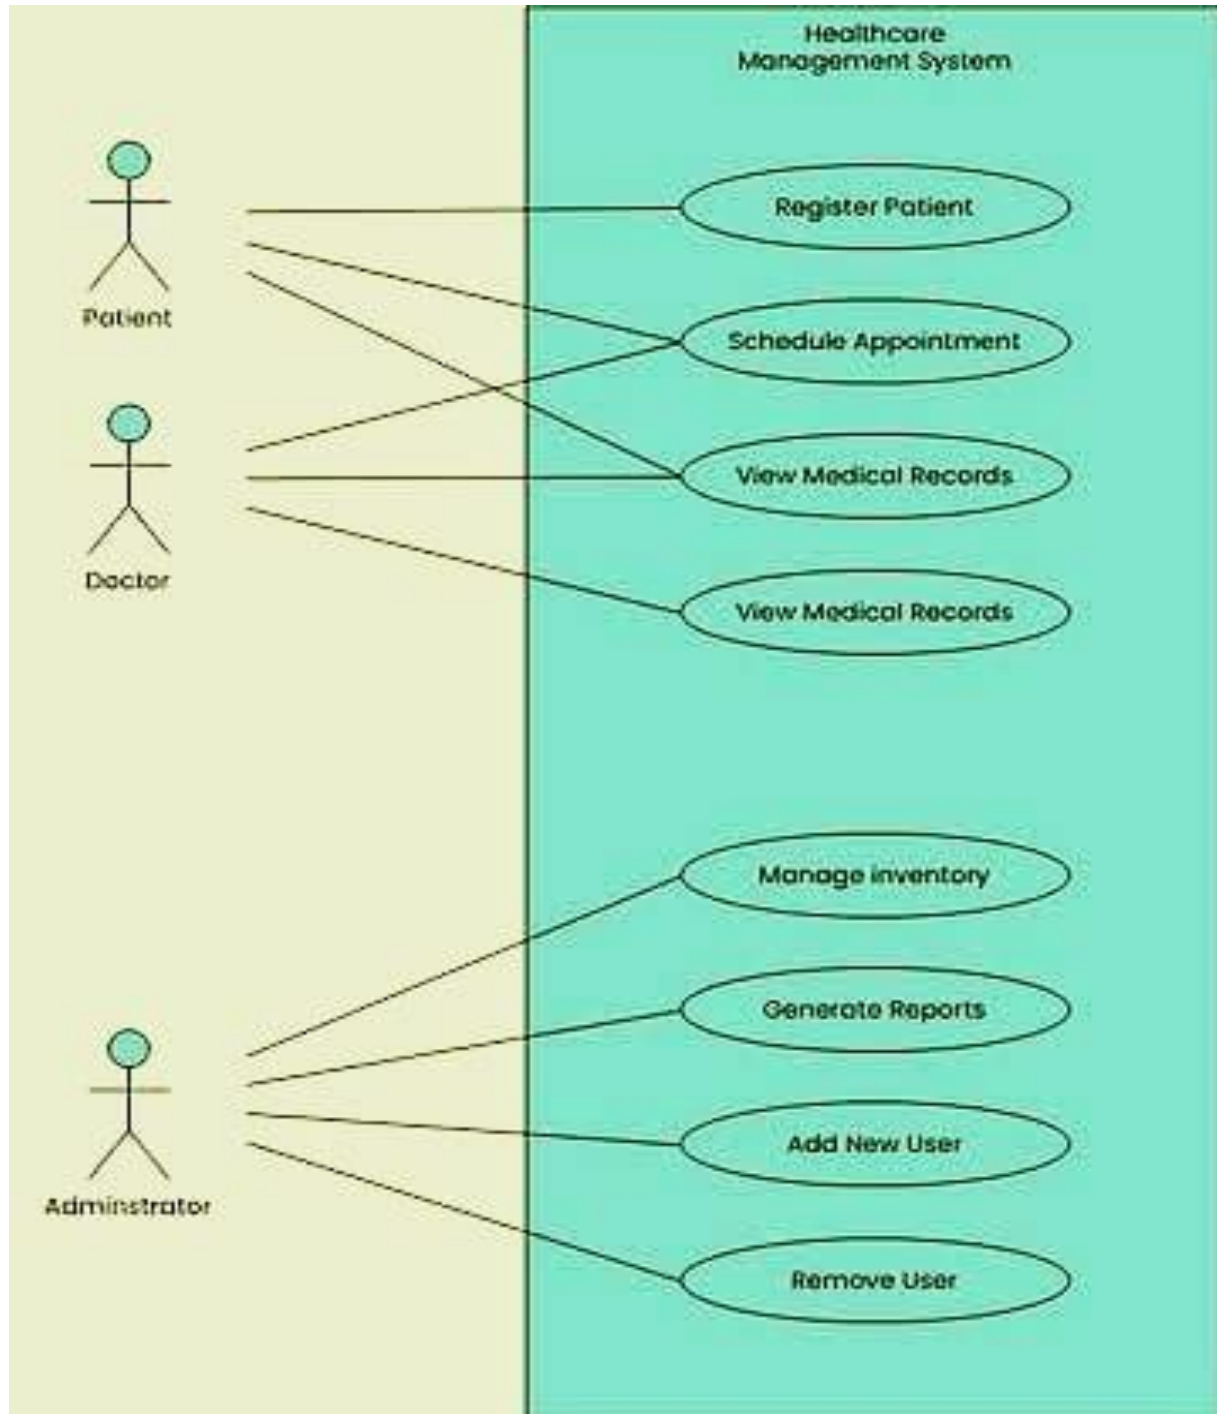 Healthcare
Management System
Register Patient
Patient
Schedule Appointment
View Medical Records
Doctor
View Medical Records
Manage inventory
Generate Reports
Add New User
Adminstrator
Remove User